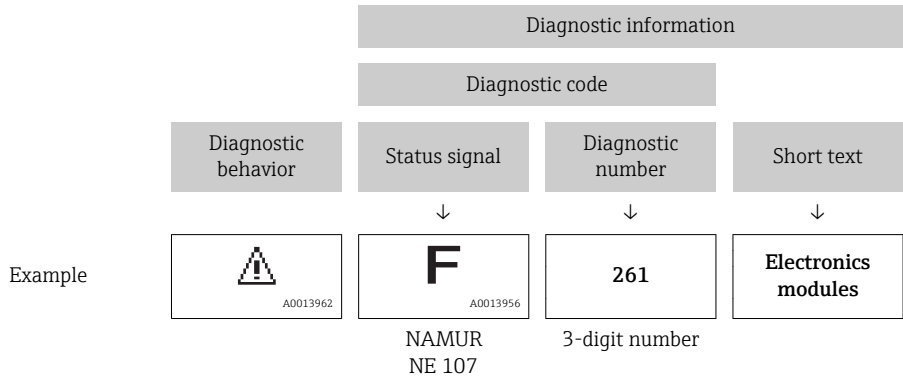 Diagnostic information
Diagnostic code
Diagnostic
behavior
Status signal
Diagnostic
number
Short text
↓ ↓ ↓
Example
A0013962
F
A0013956
261
Electronics
modules
NAMUR
NE 107
3-digit number